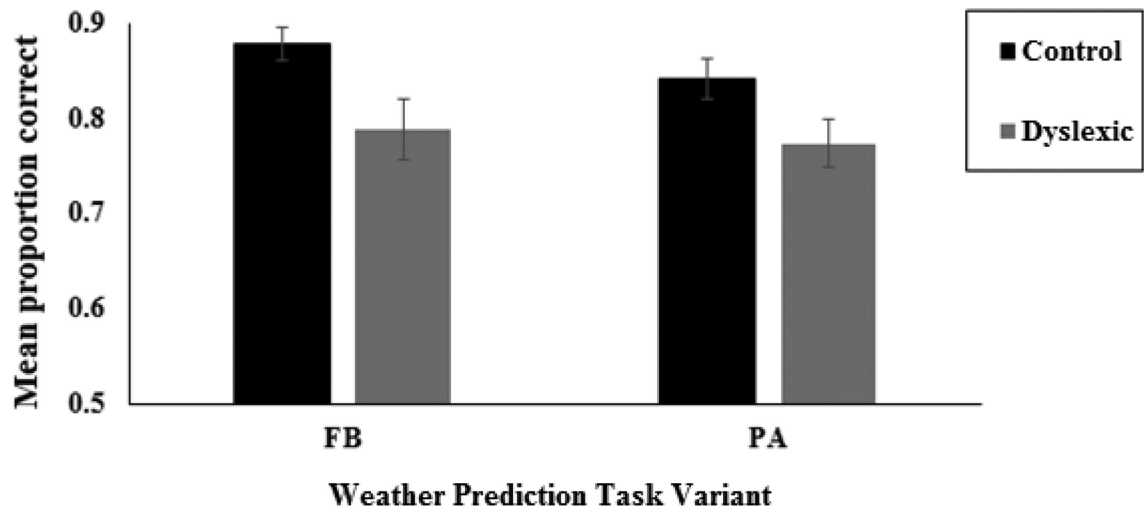 Mean proportion correct
0.9
0.8
0.7
0.6
0.5
FB
PA
Weather Prediction Task Variant
Control
Dyslexic